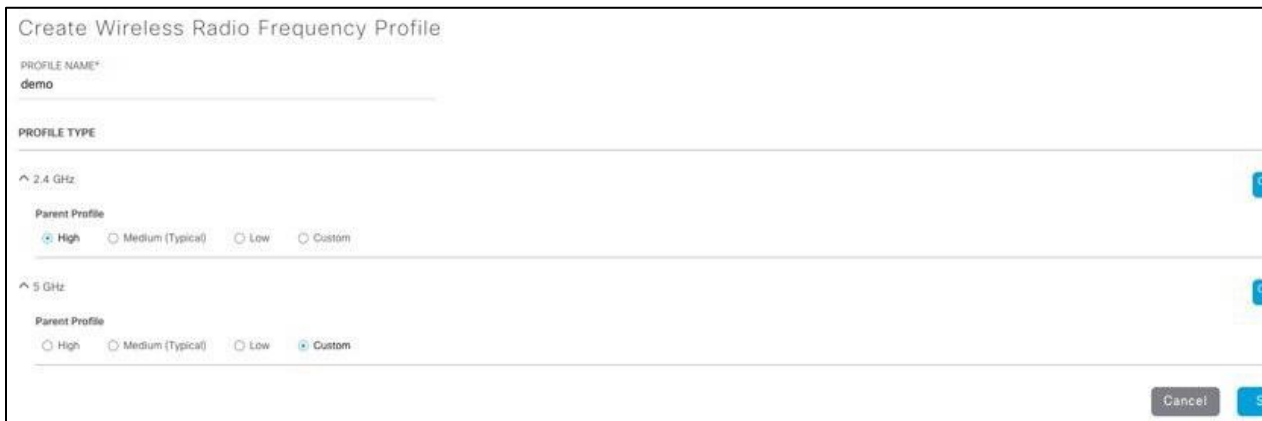 Create Wireless Radio Frequency Profile
PROFILE NAME*
demo
PROFILE TYPE
2.4 GHz
Parent Profile
High Medium (Typical) Low Custom
5 GHz
Parent Profile
High Medium (Typical) Low Custom
Cancel